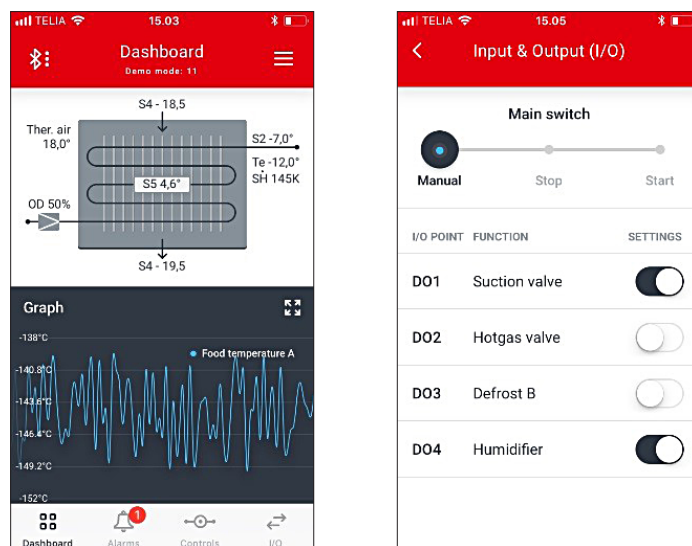 TELIA 15.03
Dashboard
Demo mode: 11
S4 - 18,5
Ther. air
18,0°
S2 -7,0°
Te -12,0°
SH 145K
S5 4,6°
OD 50%
S4 - 19,5
Graph
-138°C
Food temperature A
-140.8°C
-143.6°C
-146.4°C
-149.2°C
-152°C
1
Dashboard Alarms Controls I/O
TELIA 15.05
Input & Output (I/O)
Main switch
Manual Stop Start
I/O POINT FUNCTION SETTINGS
DO1 Suction valve
DO2 Hotgas valve
DO3 Defrost B
DO4 Humidifier